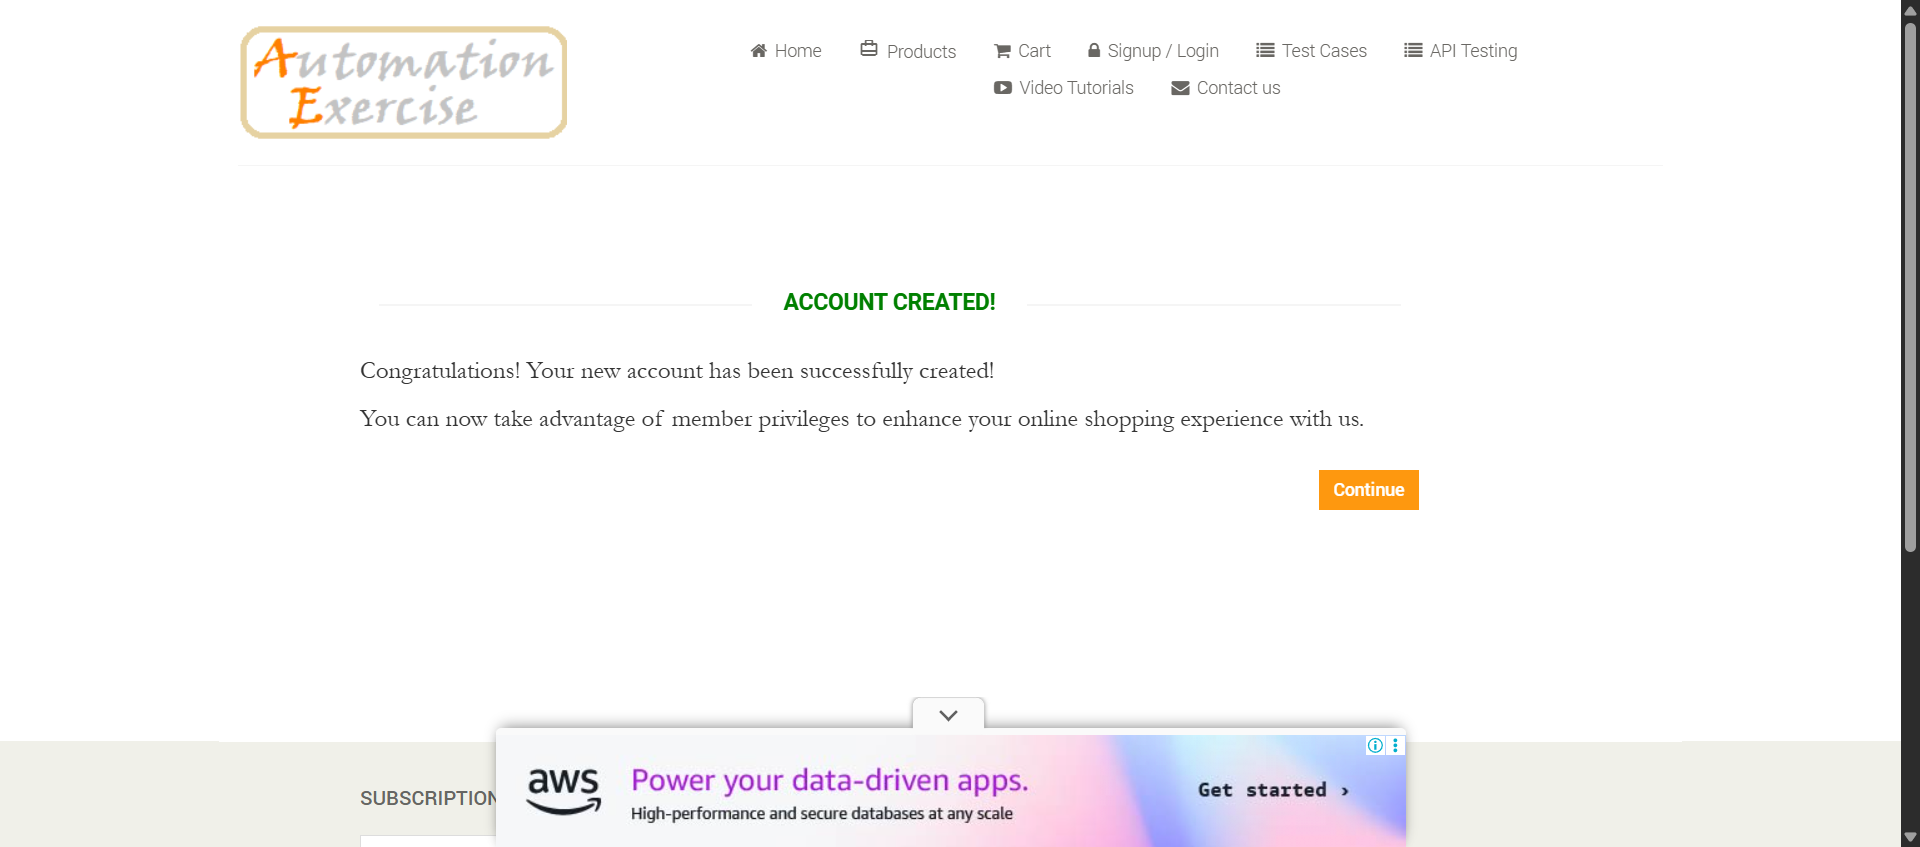 Automation
Exercise
Home
Products
Cart
Signup / Login
Test Cases
API Testing
Video Tutorials
Contact us
ACCOUNT CREATED!
Congratulations! Your new account has been successfully created!
You can now take advantage of member privileges to enhance your online shopping experience with us.
Continue
SUBSCRIPTION
aws
Power your data-driven apps.
High-performance and secure databases at any scale
Get started ›